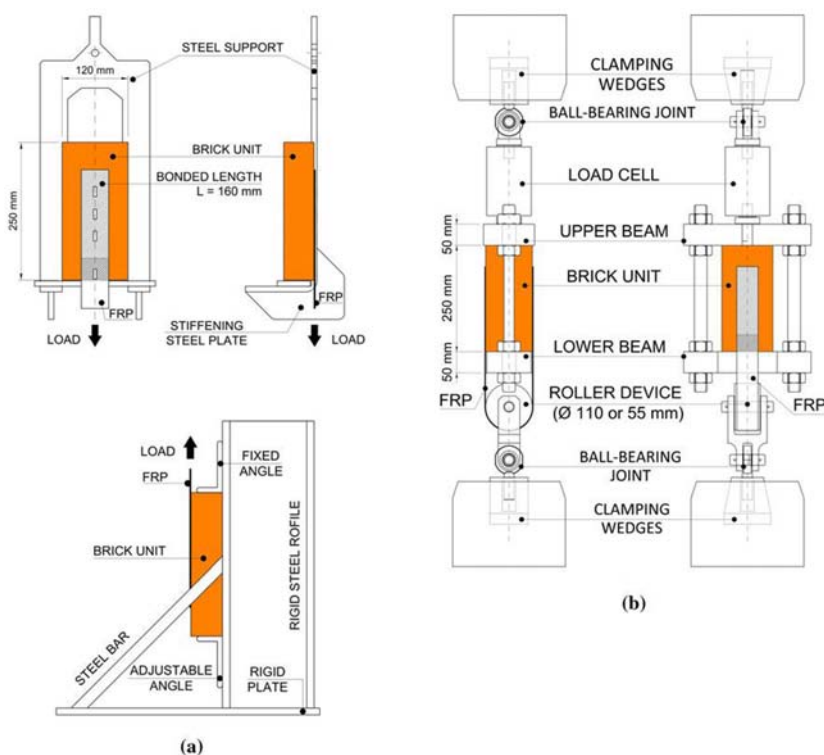 STEEL SUPPORT
120 mm
BRICK UNIT
BONDED LENGTH
L = 160 mm
250 mm
FRP
FRP
STIFFENING
STEEL PLATE
LOAD
LOAD
LOAD
FIXED
ANGLE
FRP
BRICK UNIT
RIGID STEEL ROFILE
STEEL BAR
ADJUSTABLE
ANGLE
RIGID
PLATE
(a)
CLAMPING
WEDGES
BALL-BEARING JOINT
LOAD CELL
50 mm
UPPER BEAM
250 mm
BRICK UNIT
50 mm
LOWER BEAM
FRP
ROLLER DEVICE
(Ø 110 or 55 mm)
FRP
BALL-BEARING
JOINT
CLAMPING
WEDGES
(b)